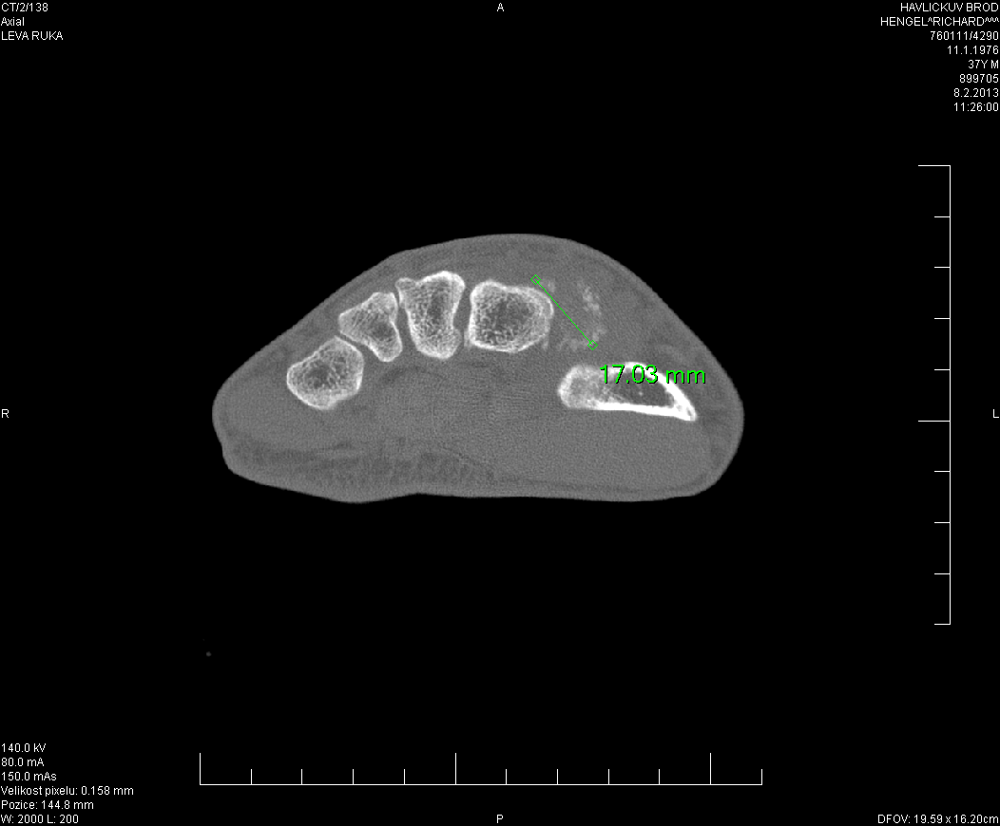 CT/2/138
Axial
LEVA RUKA
A
HAVLICKUV BROD
HENGEL^RICHARD^^^
760111/4290
11.1.1976
37Y M
899705
8.2.2013
11:26:00
17.03 mm
R
L
140.0 kV
80.0 mA
150.0 mAs
Velikost pixelu: 0.158 mm
Pozice: 144.8 mm
W: 2000 L: 200
P
DFOV: 19.59 x 16.20cm